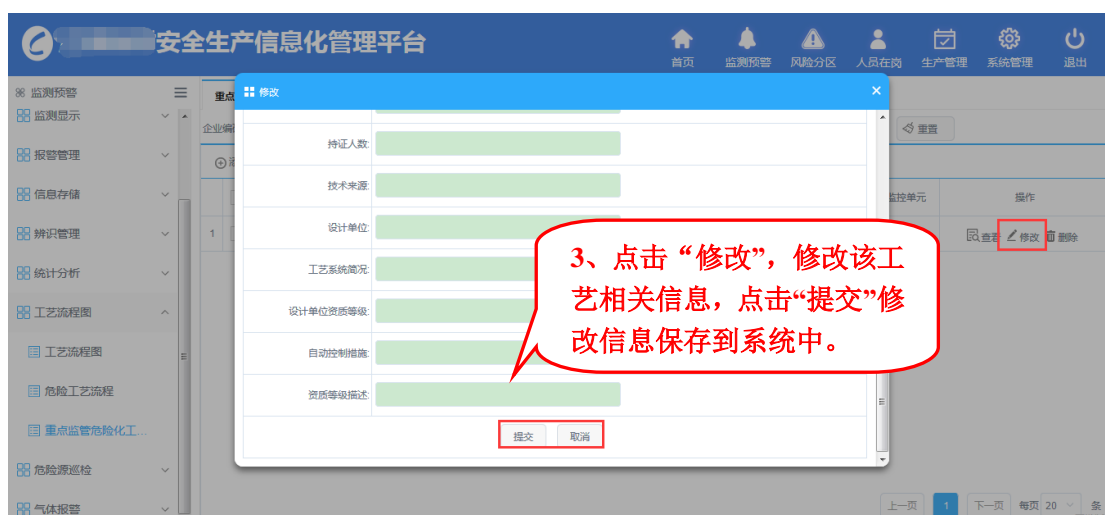 安全生产信息化管理平台
首页 监测预警 风险分区 人员在岗 生产管理 系统管理 退出
监测预警
重点
修改
监测显示
企业编
重置
报警管理
持证人数:
信息存储
技术来源:
监控单元 操作
辨识管理
1
设计单位:
查看 修改 删除
统计分析
工艺系统简况:
3、点击“修改”，修改该工
艺相关信息，点击“提交”修
改信息保存到系统中。
工艺流程图
设计单位资质等级:
工艺流程图
自动控制措施:
危险工艺流程
资质等级描述:
重点监管危险化工...
提交 取消
危险源巡检
气体报警
上一页 1 下一页 每页 20 条